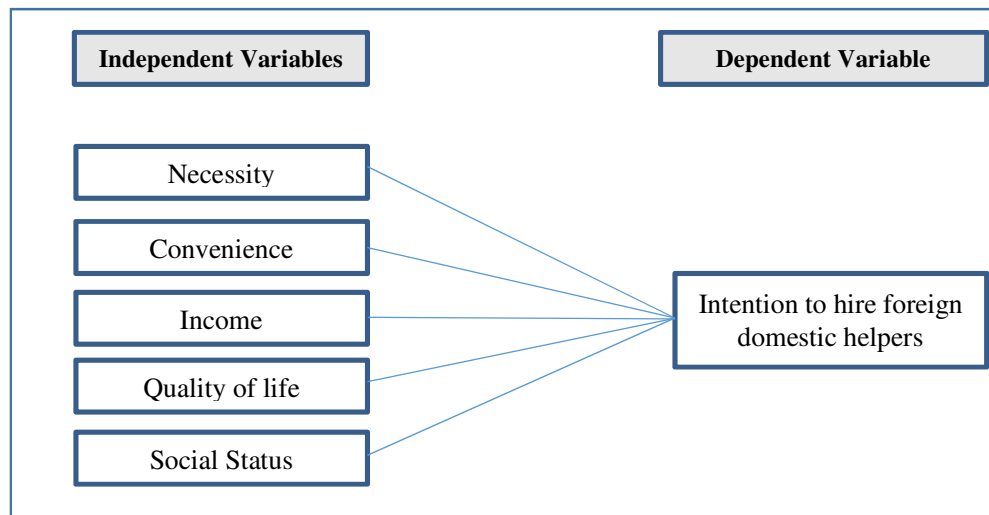 Independent Variables
Dependent Variable
Necessity
Convenience
Income
Quality of life
Social Status
Intention to hire foreign
domestic helpers